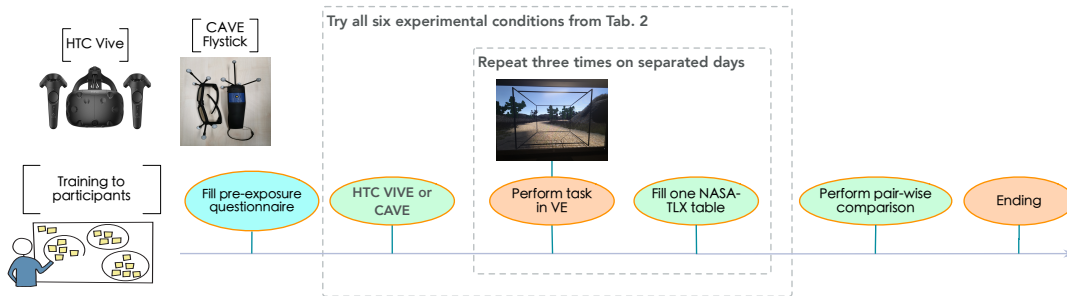 Try all six experimental conditions from Tab. 2
HTC Vive
CAVE
Flystick
Repeat three times on separated days
Training to
participants
Fill pre-exposure
questionnaire
HTC VIVE or
CAVE
Perform task
in VE
Fill one NASA-
TLX table
Perform pair-wise
comparison
Ending